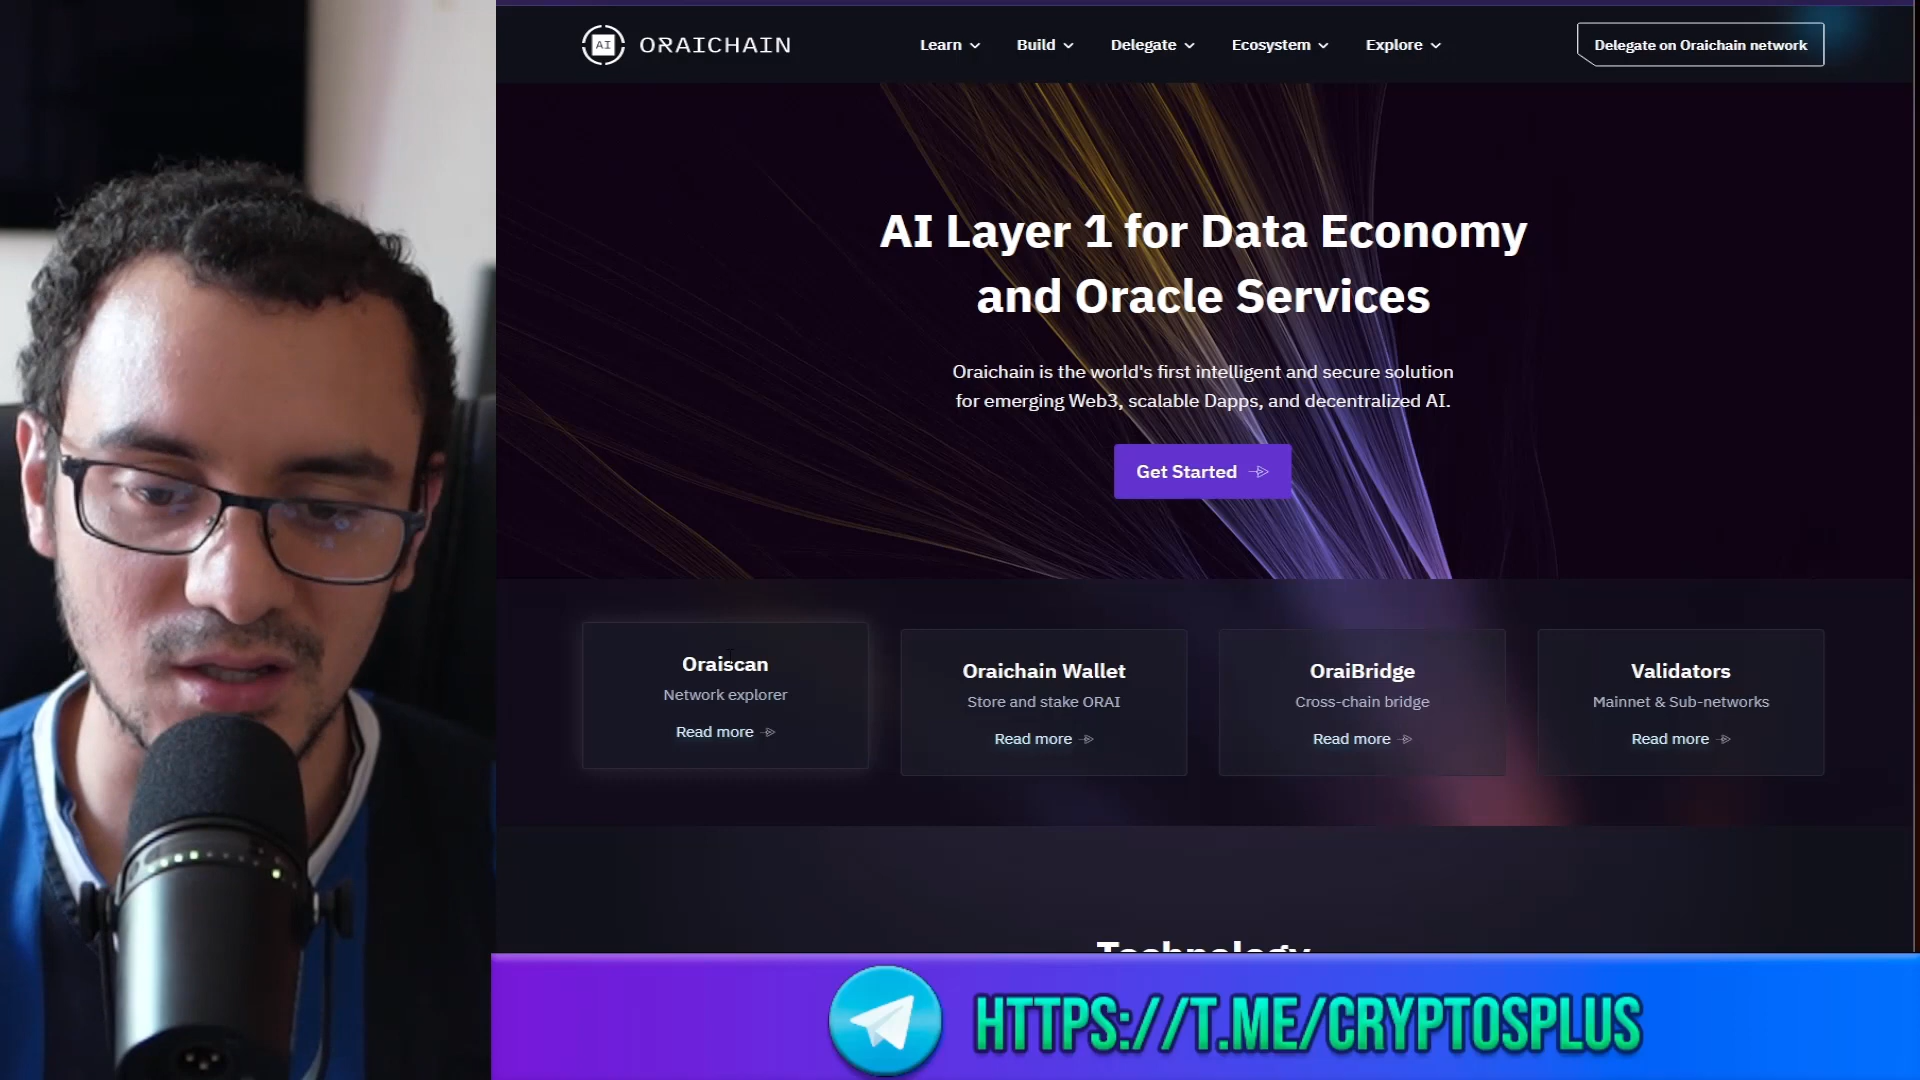 AI
ORAICHAIN
Learn
Build
Delegate
Ecosystem
Explore
Delegate on Oraichain network
AI Layer 1 for Data Economy
and Oracle Services
Oraichain is the world's first intelligent and secure solution
for emerging Web3, scalable Dapps, and decentralized AI.
Get Started
Oraiscan
Network explorer
Read more
Oraichain Wallet
Store and stake ORAI
Read more
OraiBridge
Cross-chain bridge
Read more
Validators
Mainnet & Sub-networks
Read more
Technology
HTTPS://T.ME/CRYPTOSPLUS